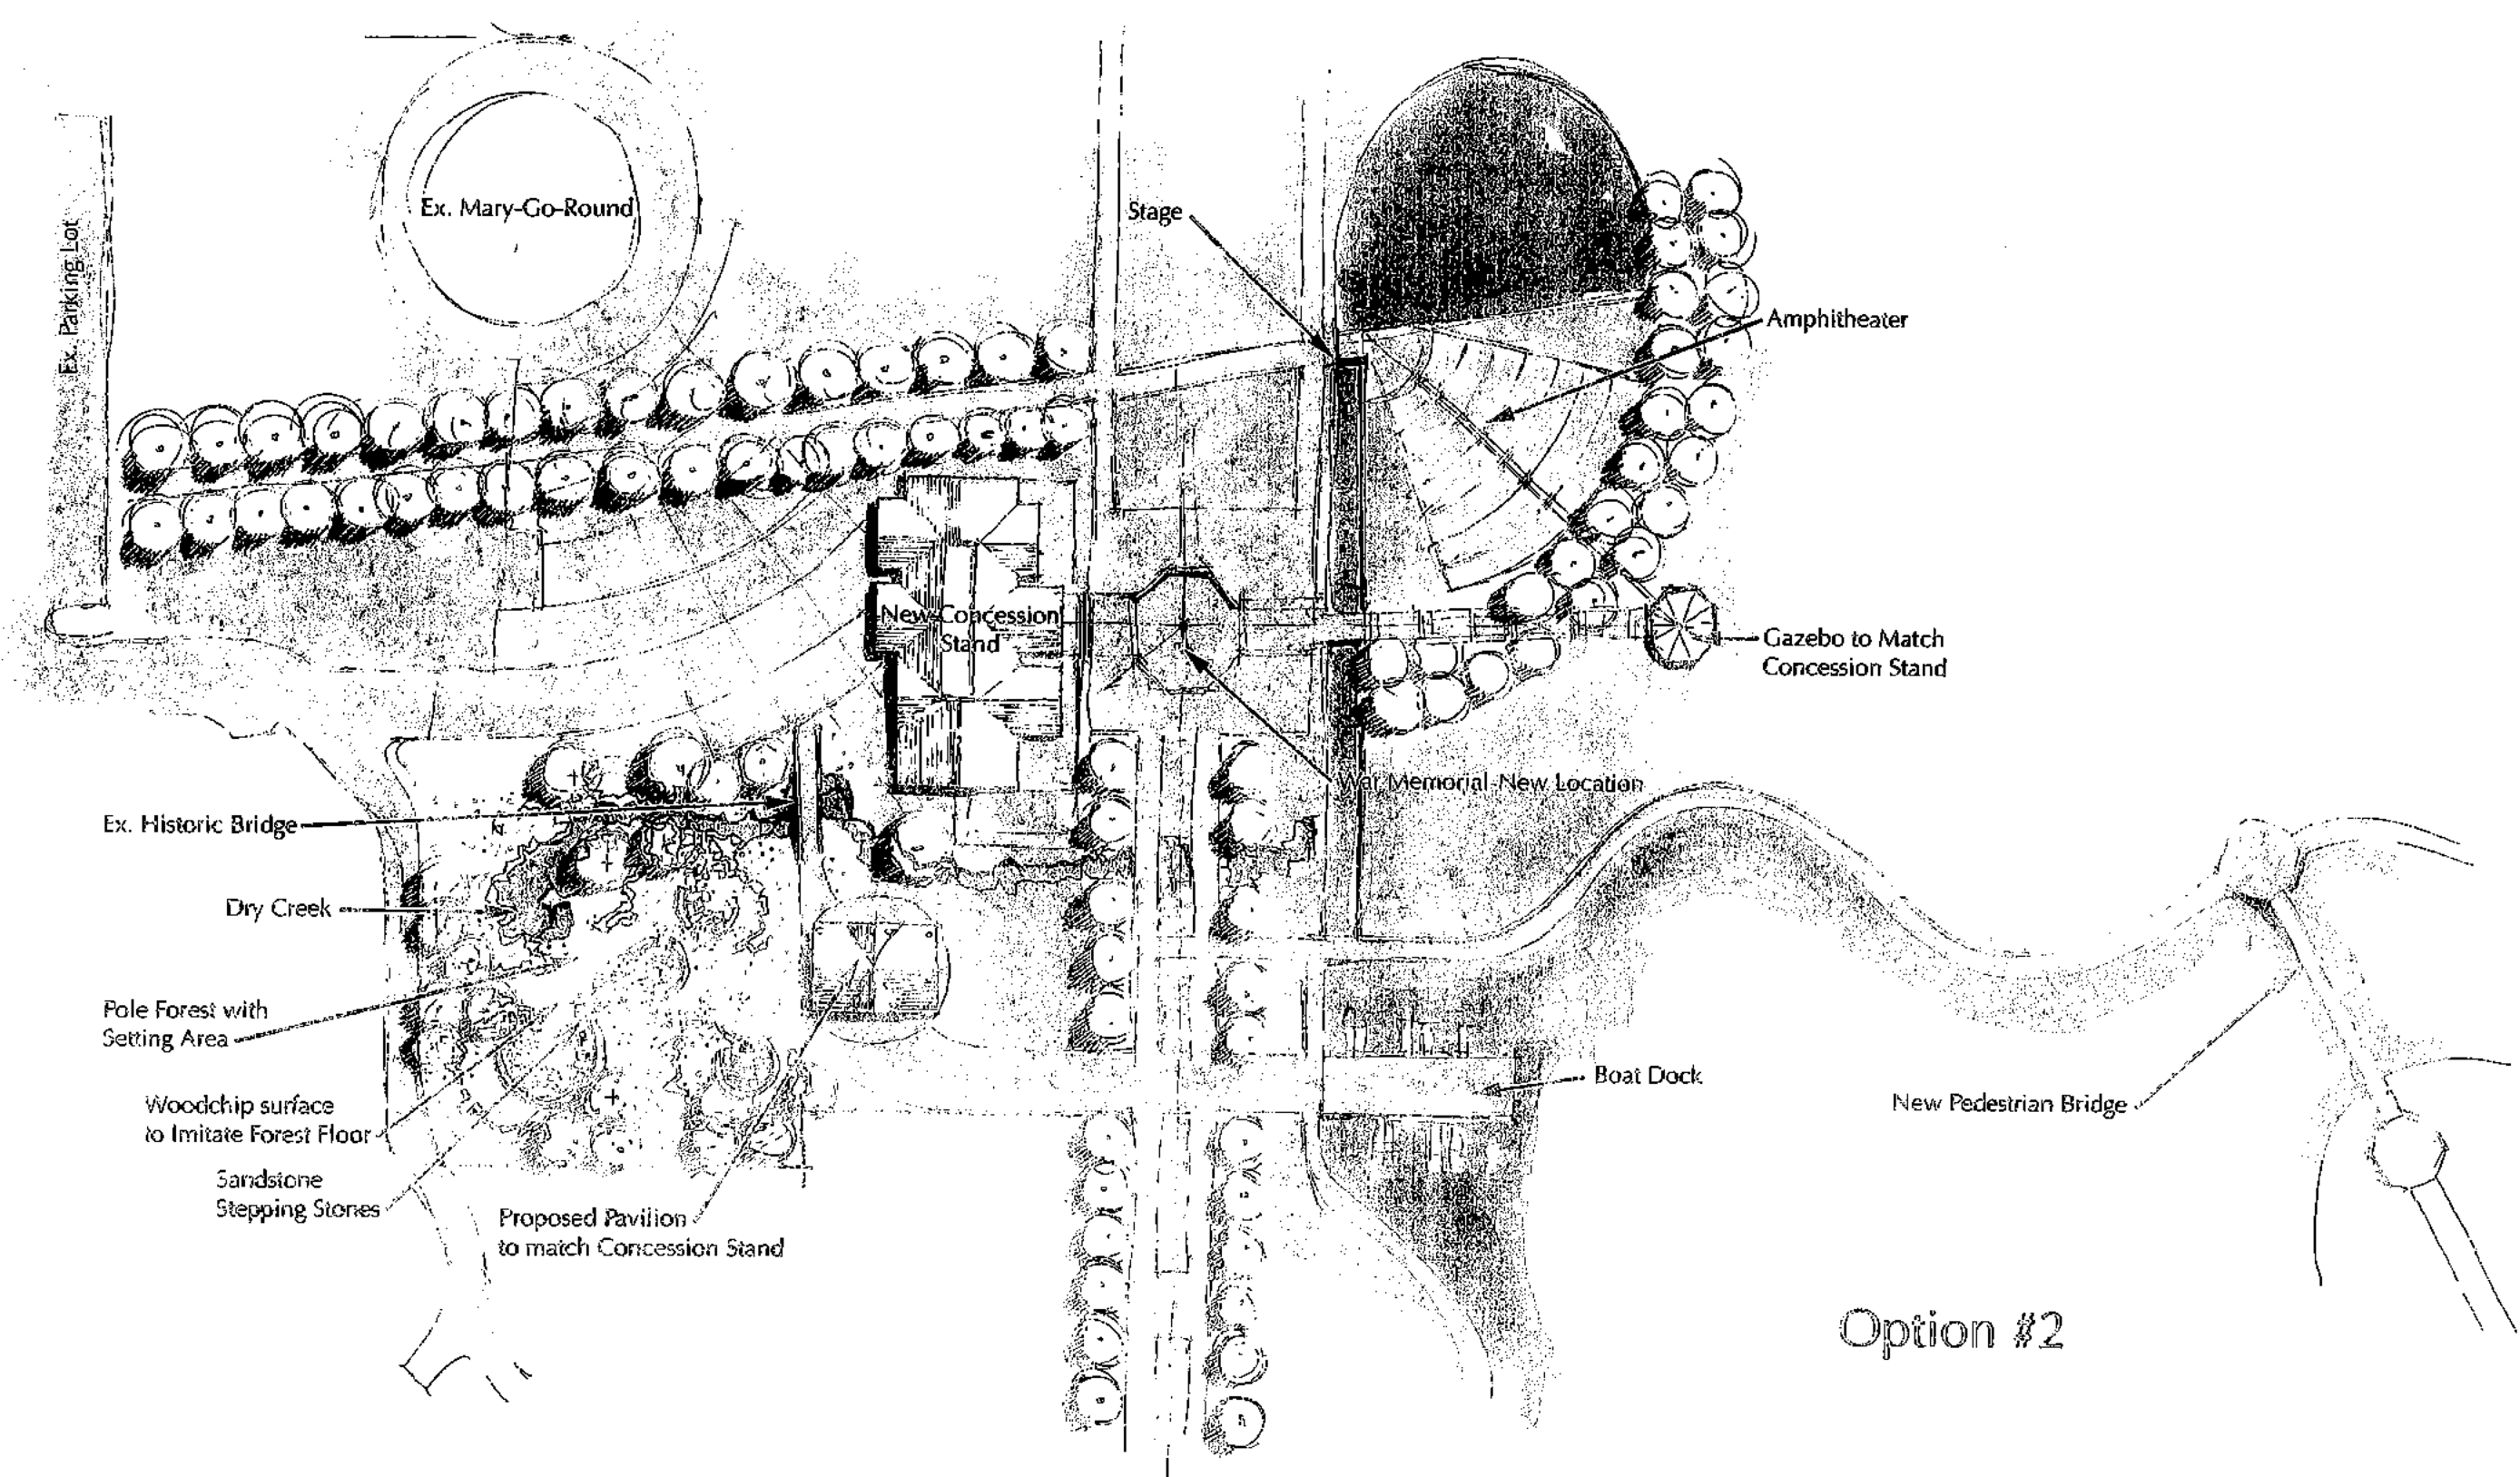 Ex. Mary-Go-Round
Ex. Parking Lot
Stage
Amphitheater
New Concession
Stand
Gazebo to Match
Concession Stand
War Memorial-New Location
Ex. Historic Bridge
Dry Creek
Pole Forest with
Setting Area
Woodchip surface
to Imitate Forest Floor
Sandstone
Stepping Stones
Proposed Pavilion
to match Concession Stand
Boat Dock
New Pedestrian Bridge
Option #2